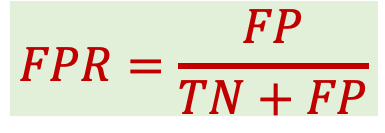 FPR = FP / (TN + FP)